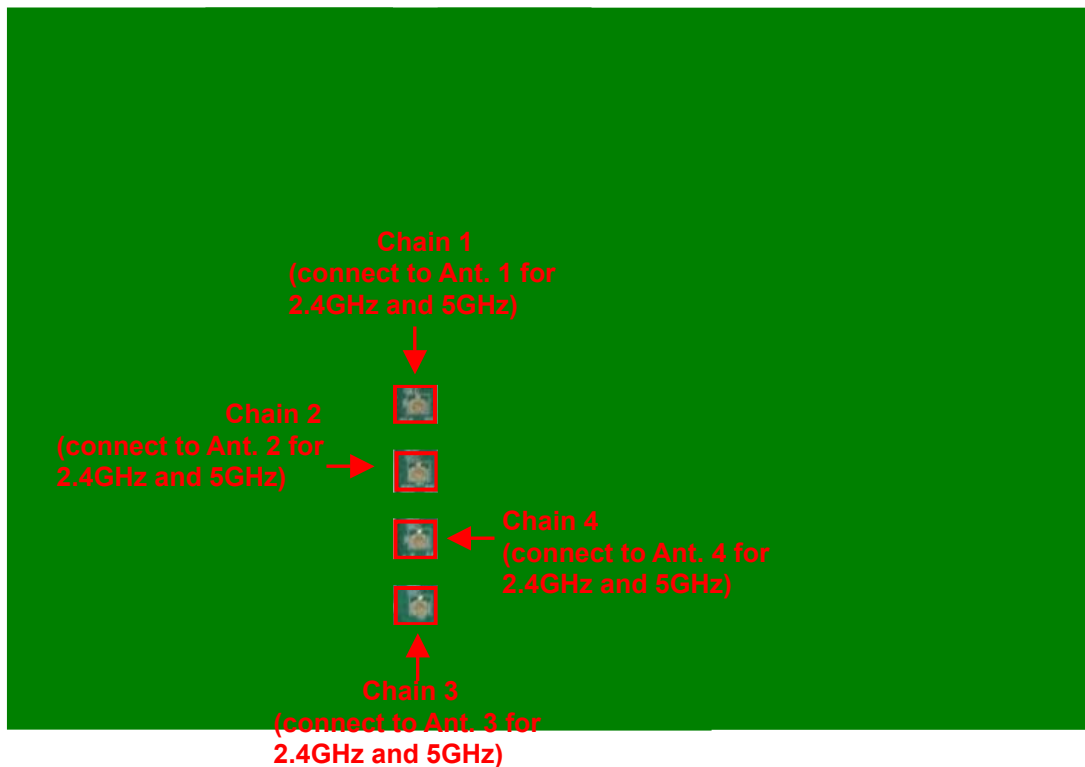 Chain 1
(connect to Ant. 1 for
2.4GHz and 5GHz)
Chain 2
(connect to Ant. 2 for
2.4GHz and 5GHz)
Chain 4
(connect to Ant. 4 for
2.4GHz and 5GHz)
Chain 3
(connect to Ant. 3 for
2.4GHz and 5GHz)